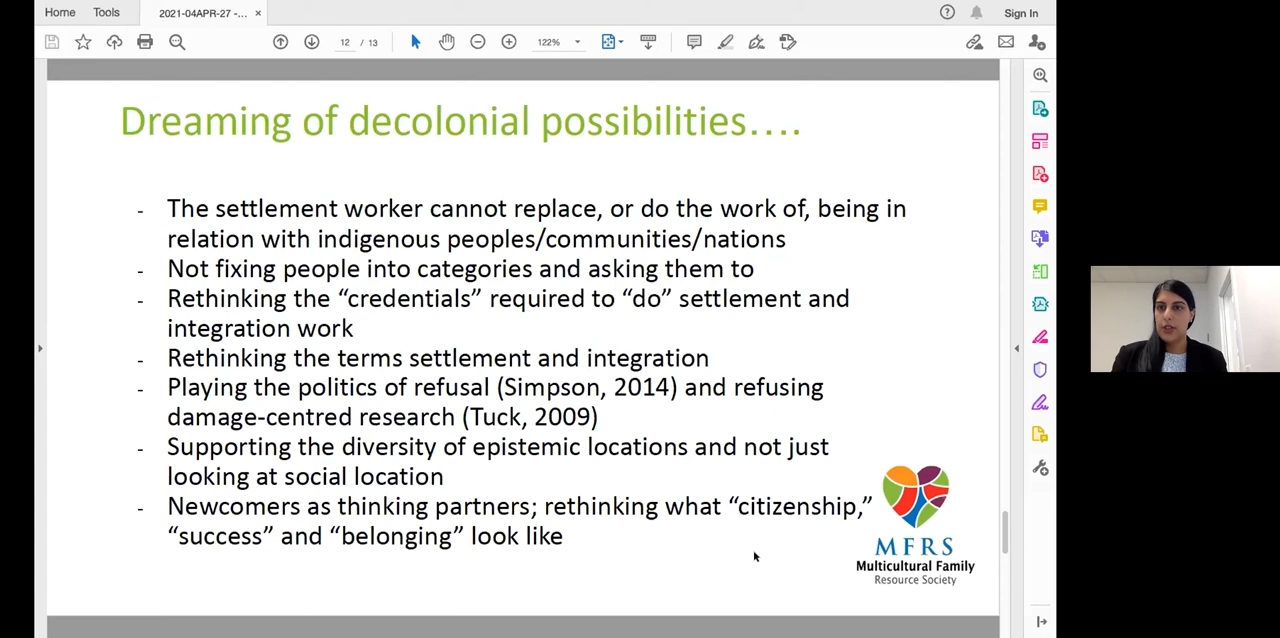 Home Tools 2021-04APR-27 -... × Sign In
12 / 13 122%
Dreaming of decolonial possibilities….
- The settlement worker cannot replace, or do the work of, being in
relation with indigenous peoples/communities/nations
- Not fixing people into categories and asking them to
- Rethinking the “credentials” required to “do” settlement and
integration work
- Rethinking the terms settlement and integration
- Playing the politics of refusal (Simpson, 2014) and refusing
damage-centred research (Tuck, 2009)
- Supporting the diversity of epistemic locations and not just
looking at social location
- Newcomers as thinking partners; rethinking what “citizenship,”
“success” and “belonging” look like
MFRS
Multicultural Family
Resource Society